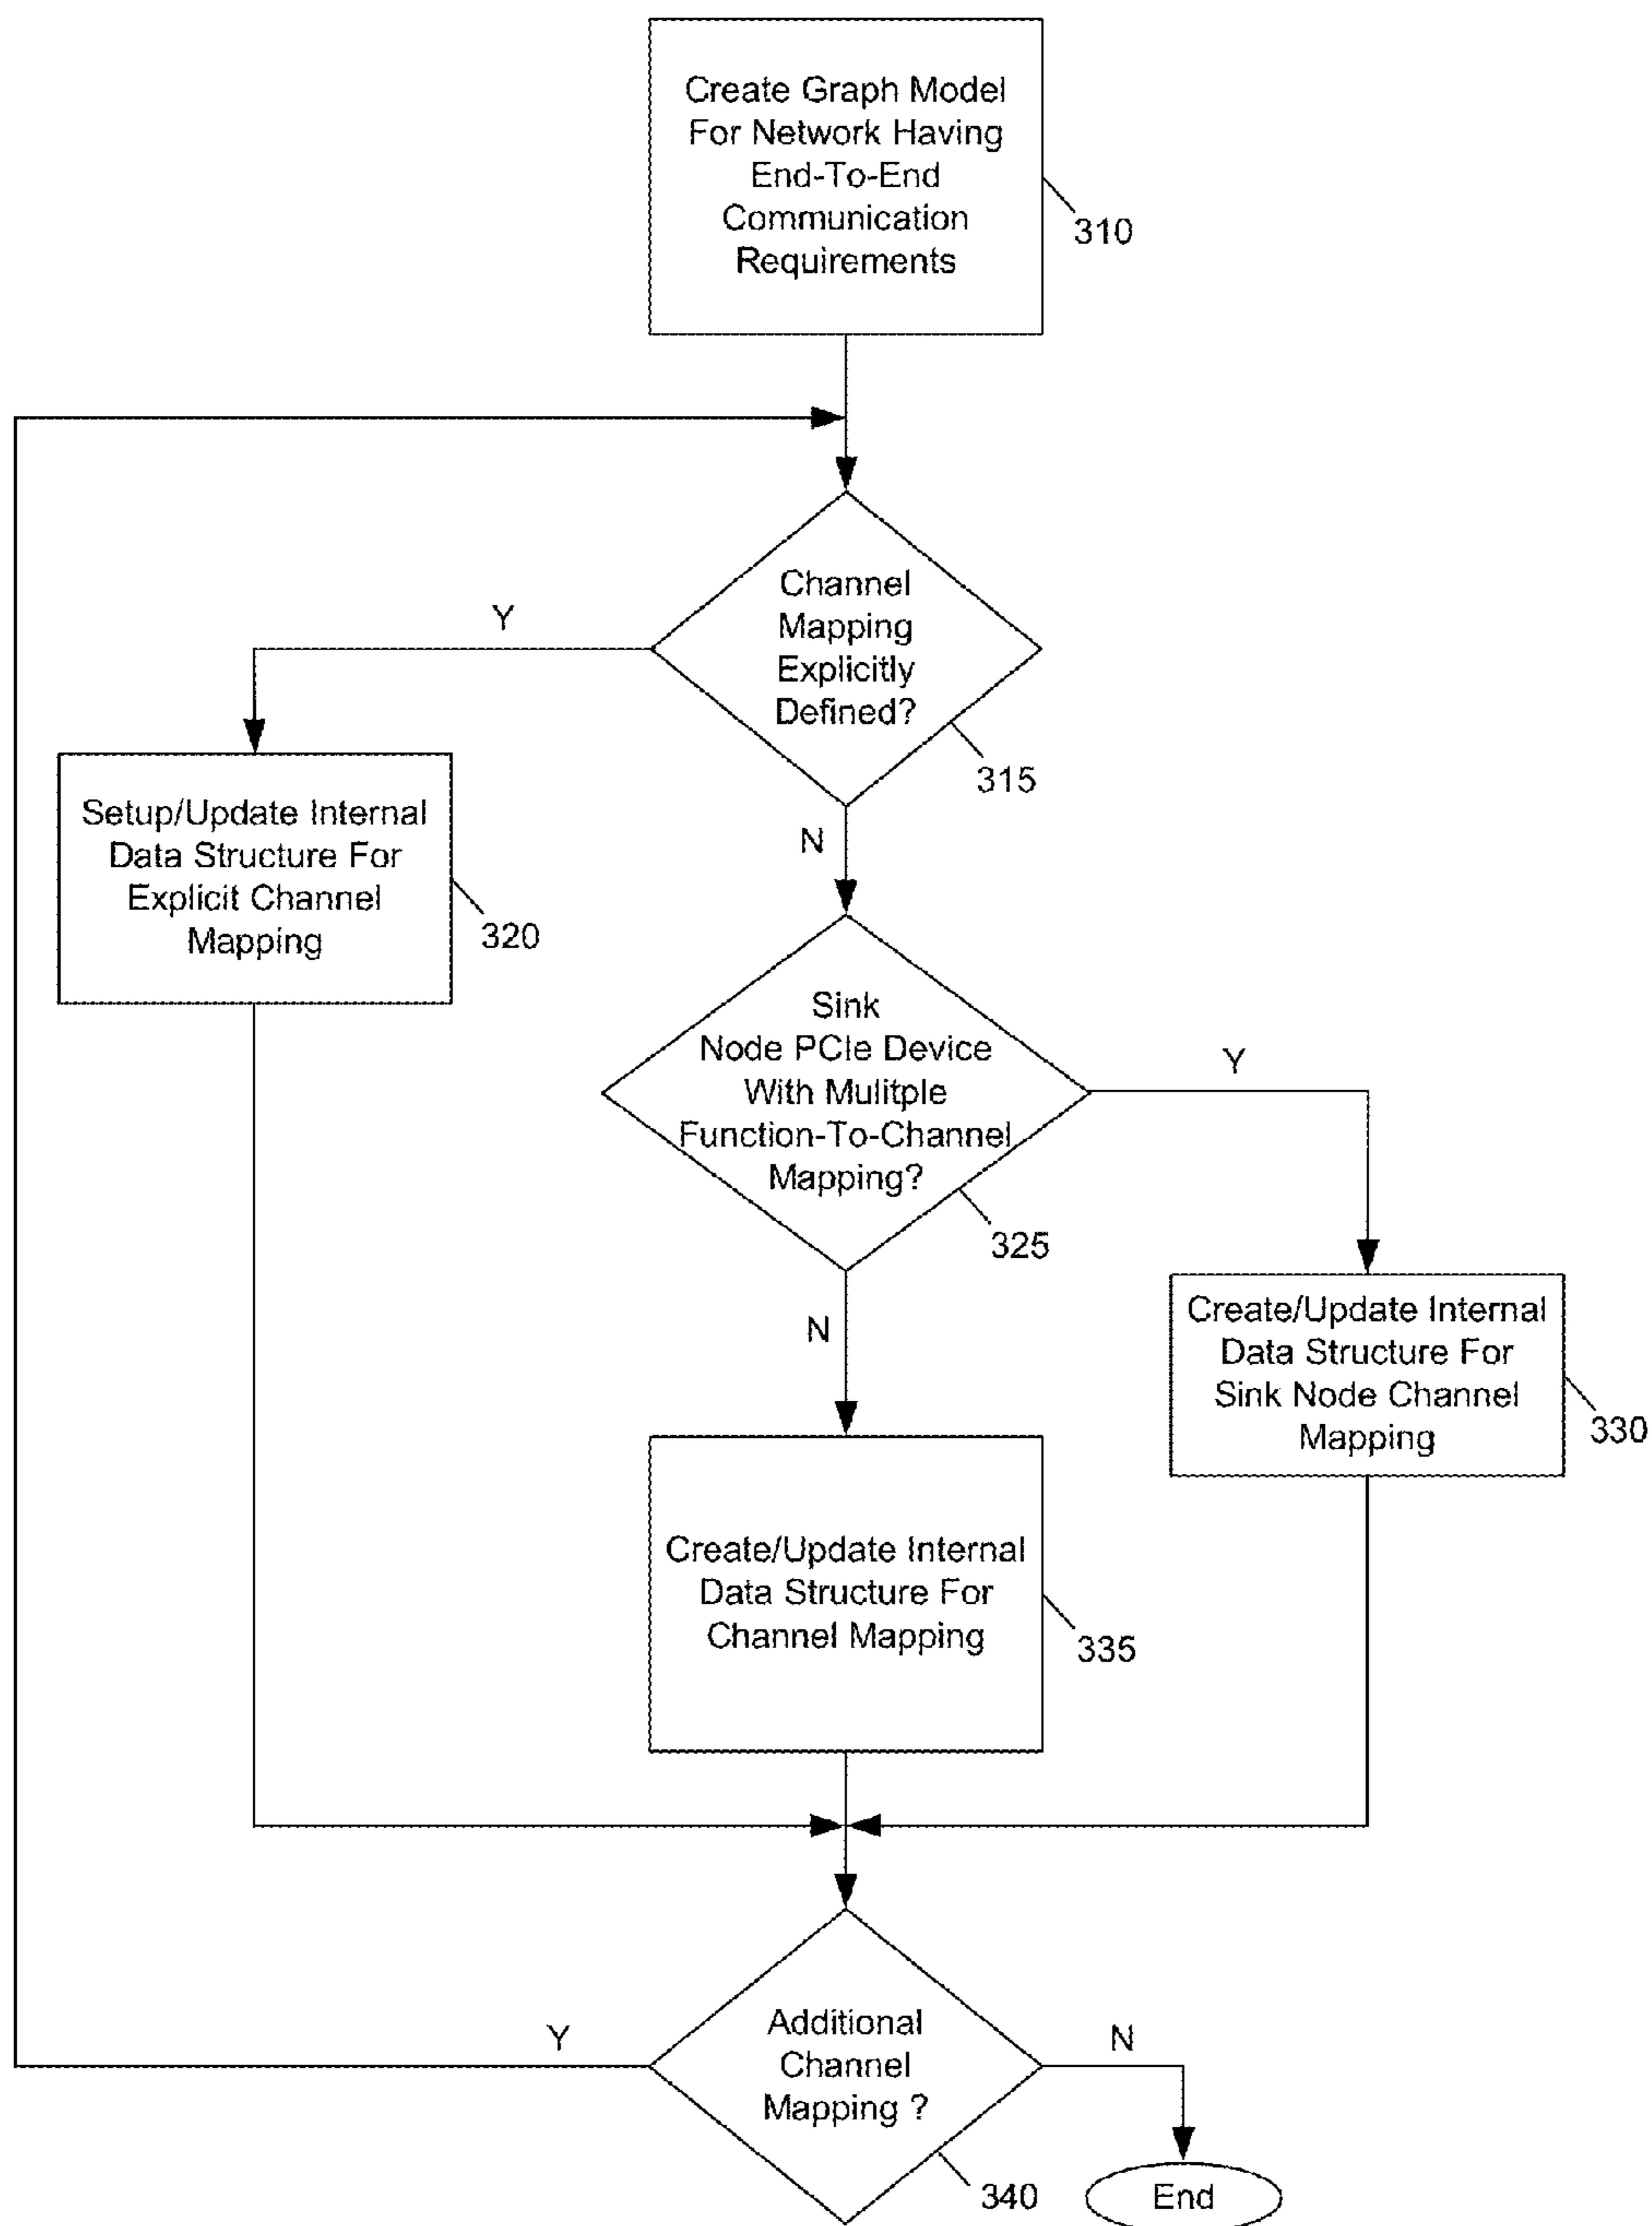 Create Graph Model
For Network Having
End-To-End
Communication
Requirements
310
Channel
Mapping
Explicitly
Defined?
315
Y
N
Setup/Update Internal
Data Structure For
Explicit Channel
Mapping
320
Sink
Node PCIe Device
With Mulitple
Function-To-Channel
Mapping?
325
Y
N
Create/Update Internal
Data Structure For
Sink Node Channel
Mapping
330
Create/Update Internal
Data Structure For
Channel Mapping
335
Additional
Channel
Mapping ?
340
Y
N
End